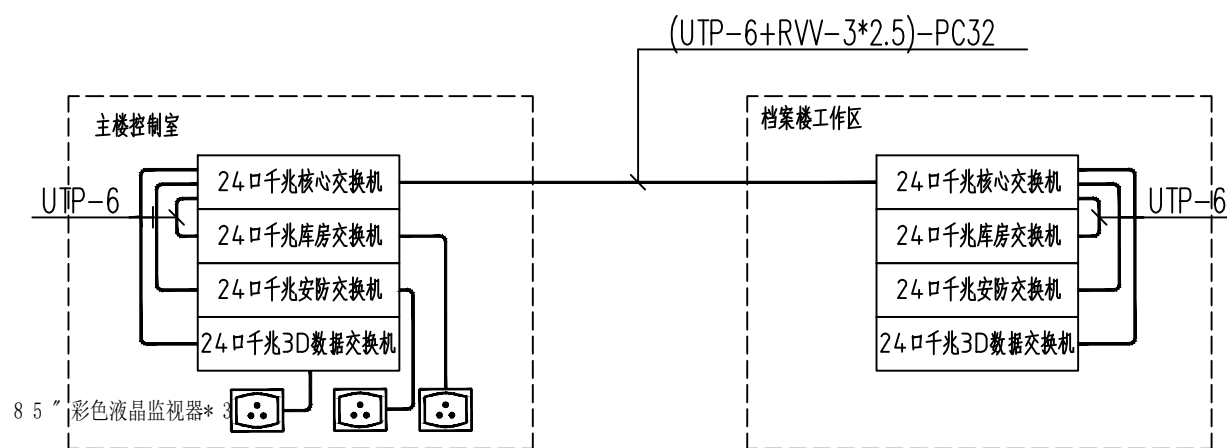 (UTP-6+RVV-3*2.5)-PC32
主楼控制室
24口千兆核心交换机
UTP-6
24口千兆库房交换机
24口千兆安防交换机
24口千兆3D数据交换机
85″彩色液晶监视器*3
档案楼工作区
24口千兆核心交换机
UTP-6
24口千兆库房交换机
24口千兆安防交换机
24口千兆3D数据交换机